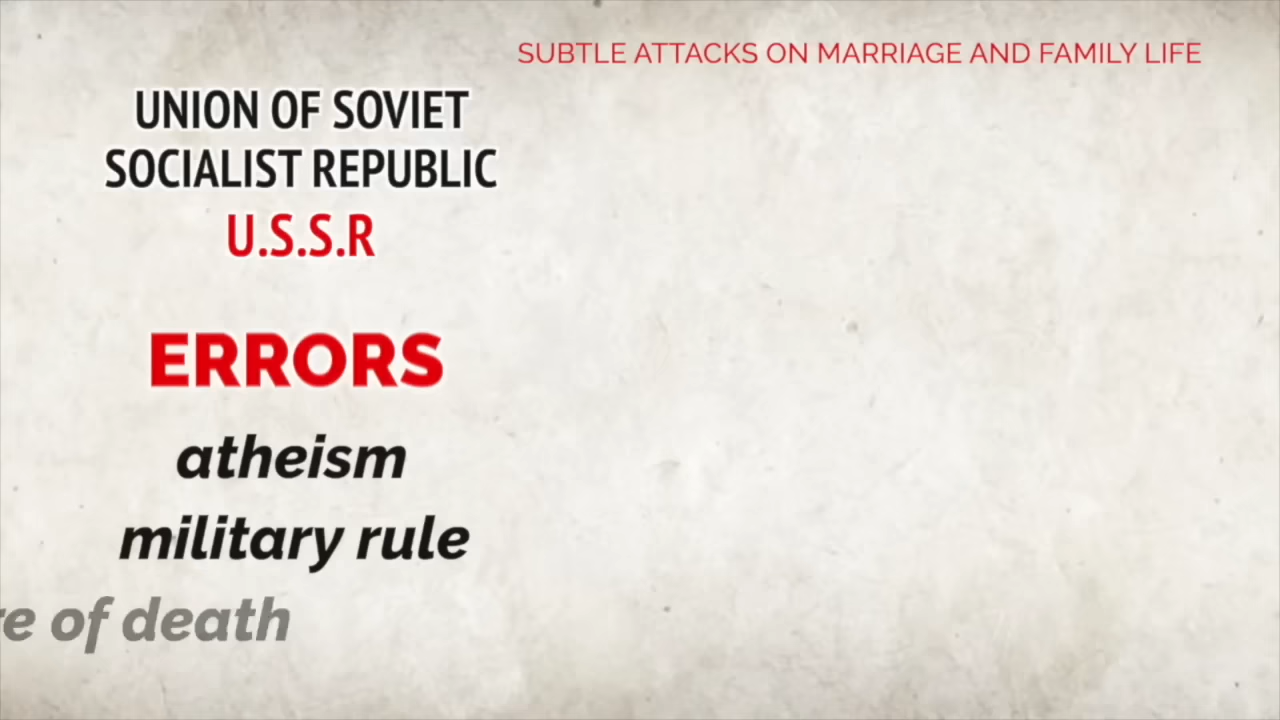 SUBTLE ATTACKS ON MARRIAGE AND FAMILY LIFE
UNION OF SOVIET
SOCIALIST REPUBLIC
U.S.S.R
ERRORS
atheism
military rule
of death